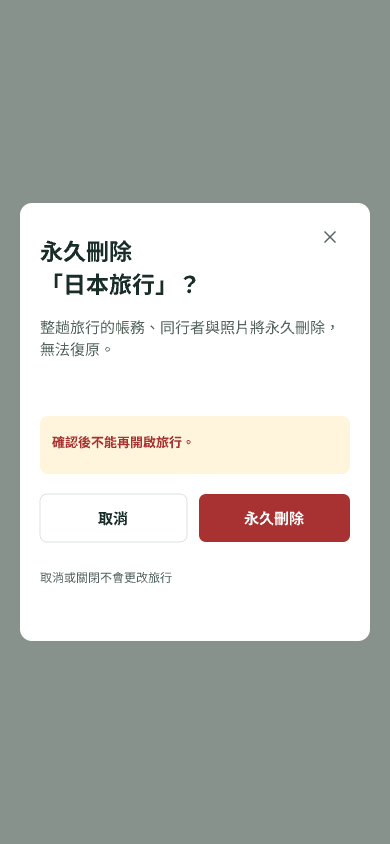 永久刪除
「日本旅行」？
整趟旅行的帳務、同行者與照片將永久刪除，
無法復原。
確認後不能再開啟旅行。
取消
永久刪除
取消或關閉不會更改旅行